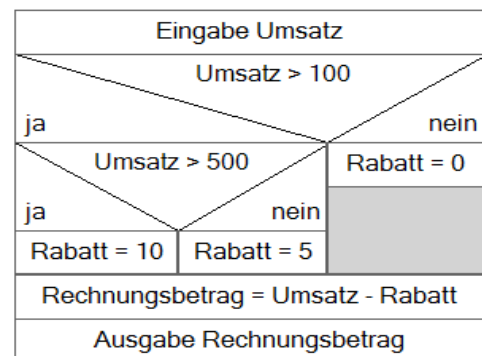 Eingabe Umsatz
Umsatz > 100
ja
nein
Umsatz > 500
Rabatt = 0
ja
nein
Rabatt = 10
Rabatt = 5
Rechnungsbetrag = Umsatz - Rabatt
Ausgabe Rechnungsbetrag